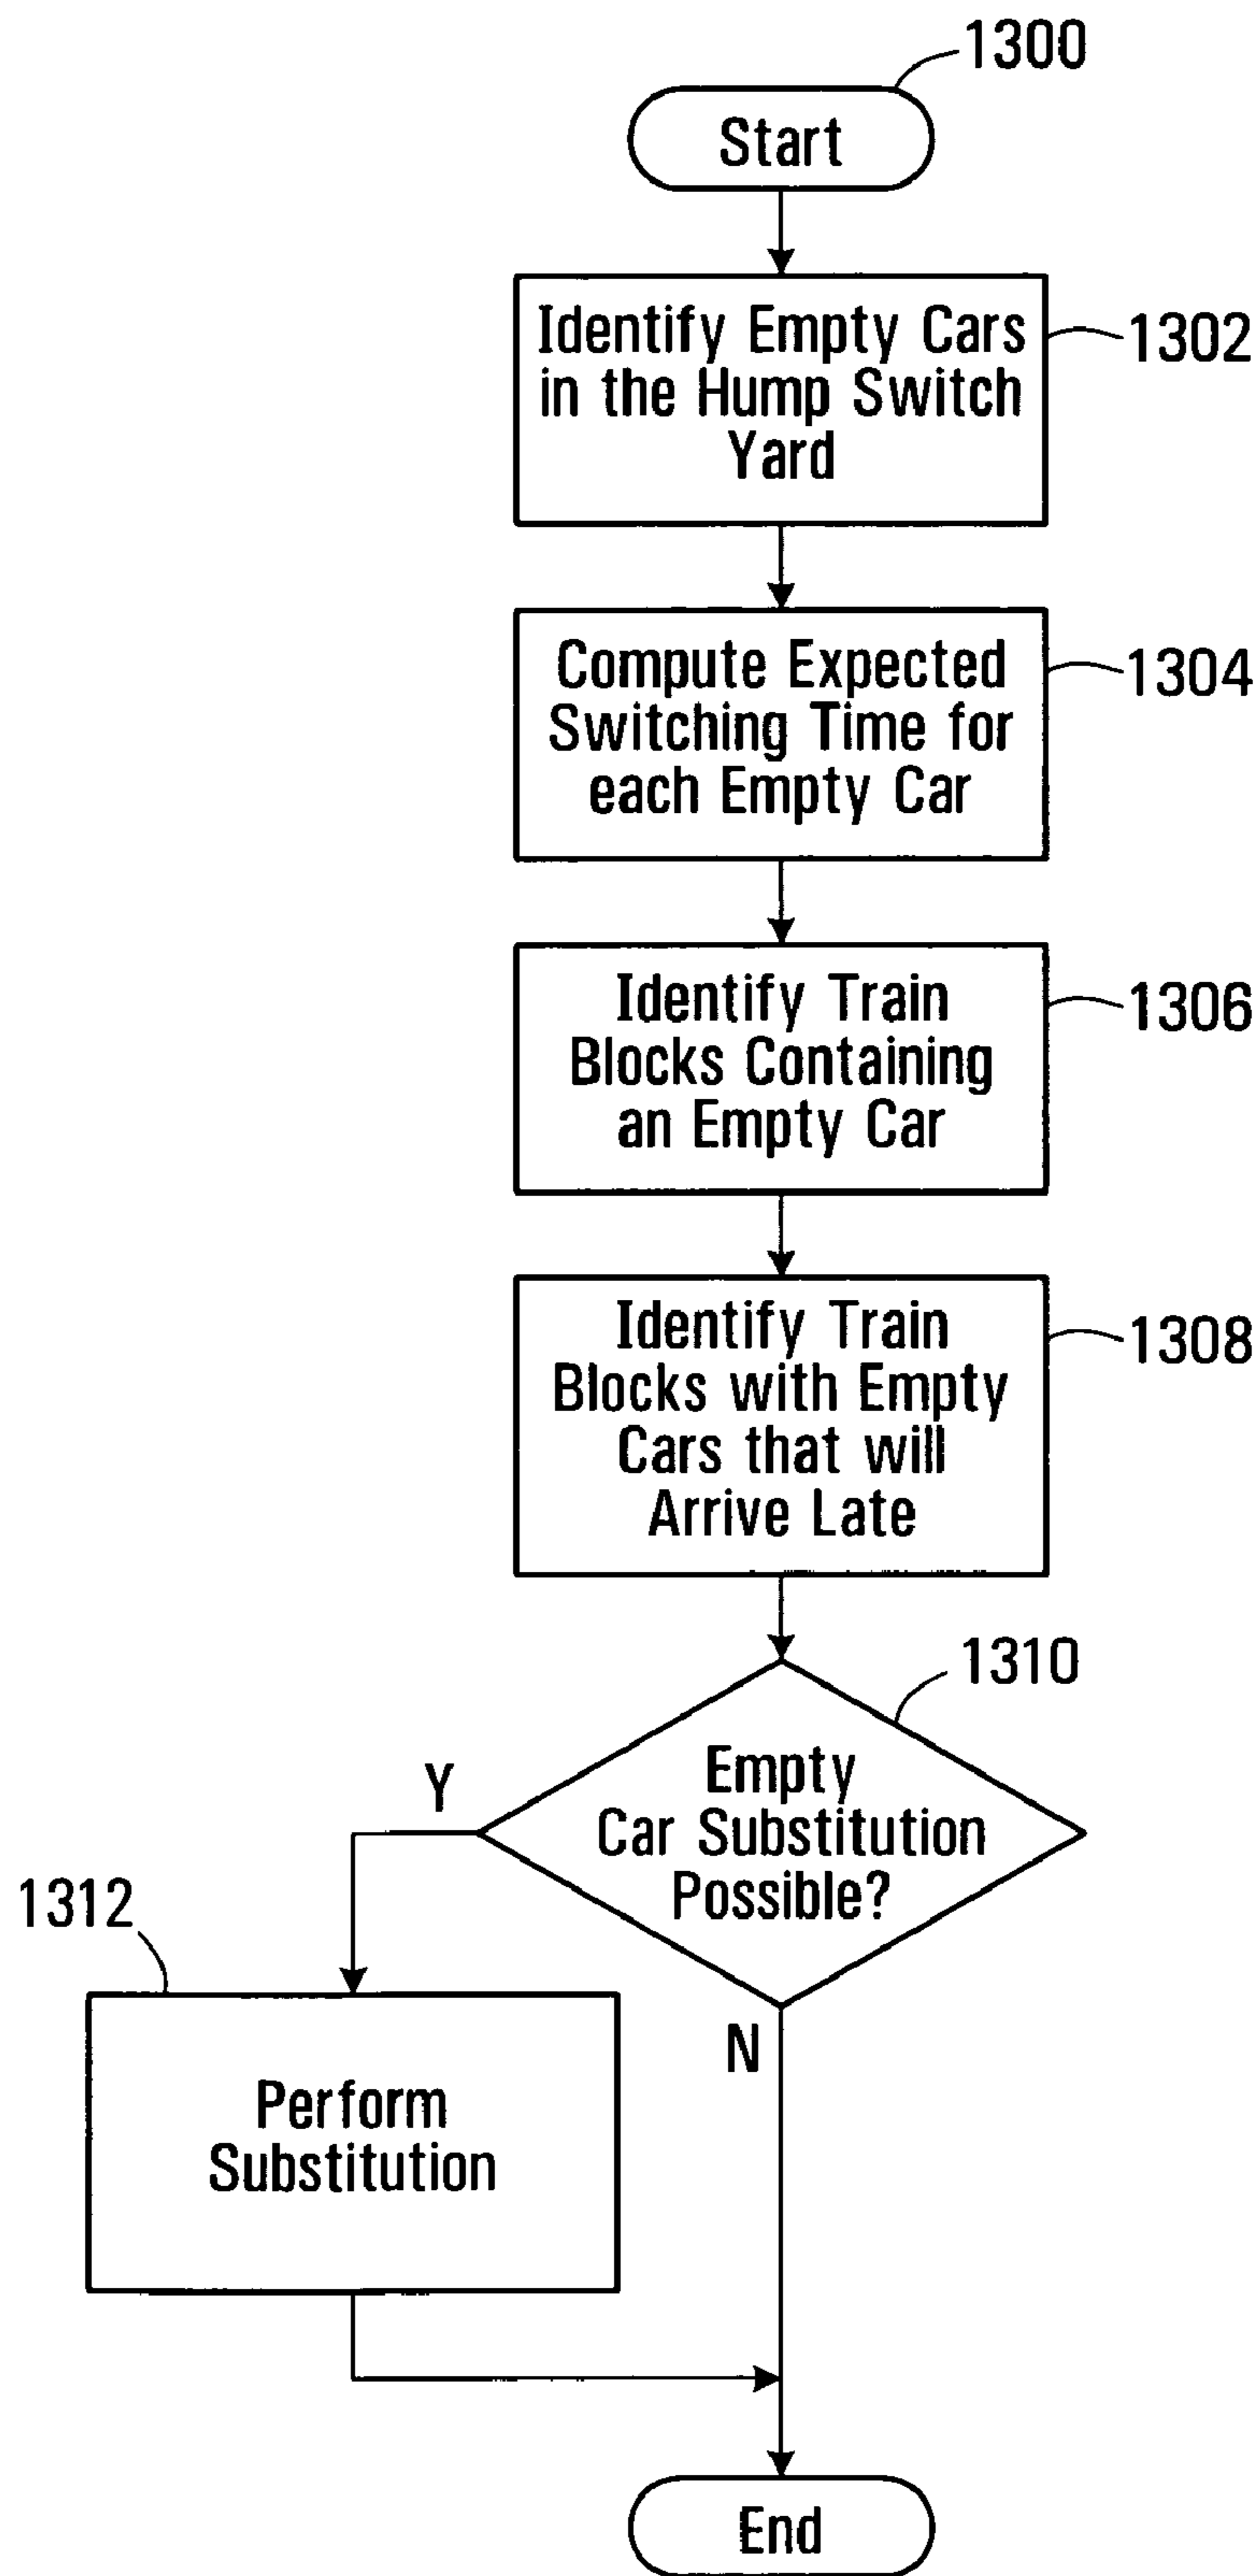 1300
Start
Identify Empty Cars
in the Hump Switch
Yard
1302
Compute Expected
Switching Time for
each Empty Car
1304
Identify Train
Blocks Containing
an Empty Car
1306
Identify Train
Blocks with Empty
Cars that will
Arrive Late
1308
1310
Empty
Car Substitution
Possible?
Y
1312
N
Perform
Substitution
End